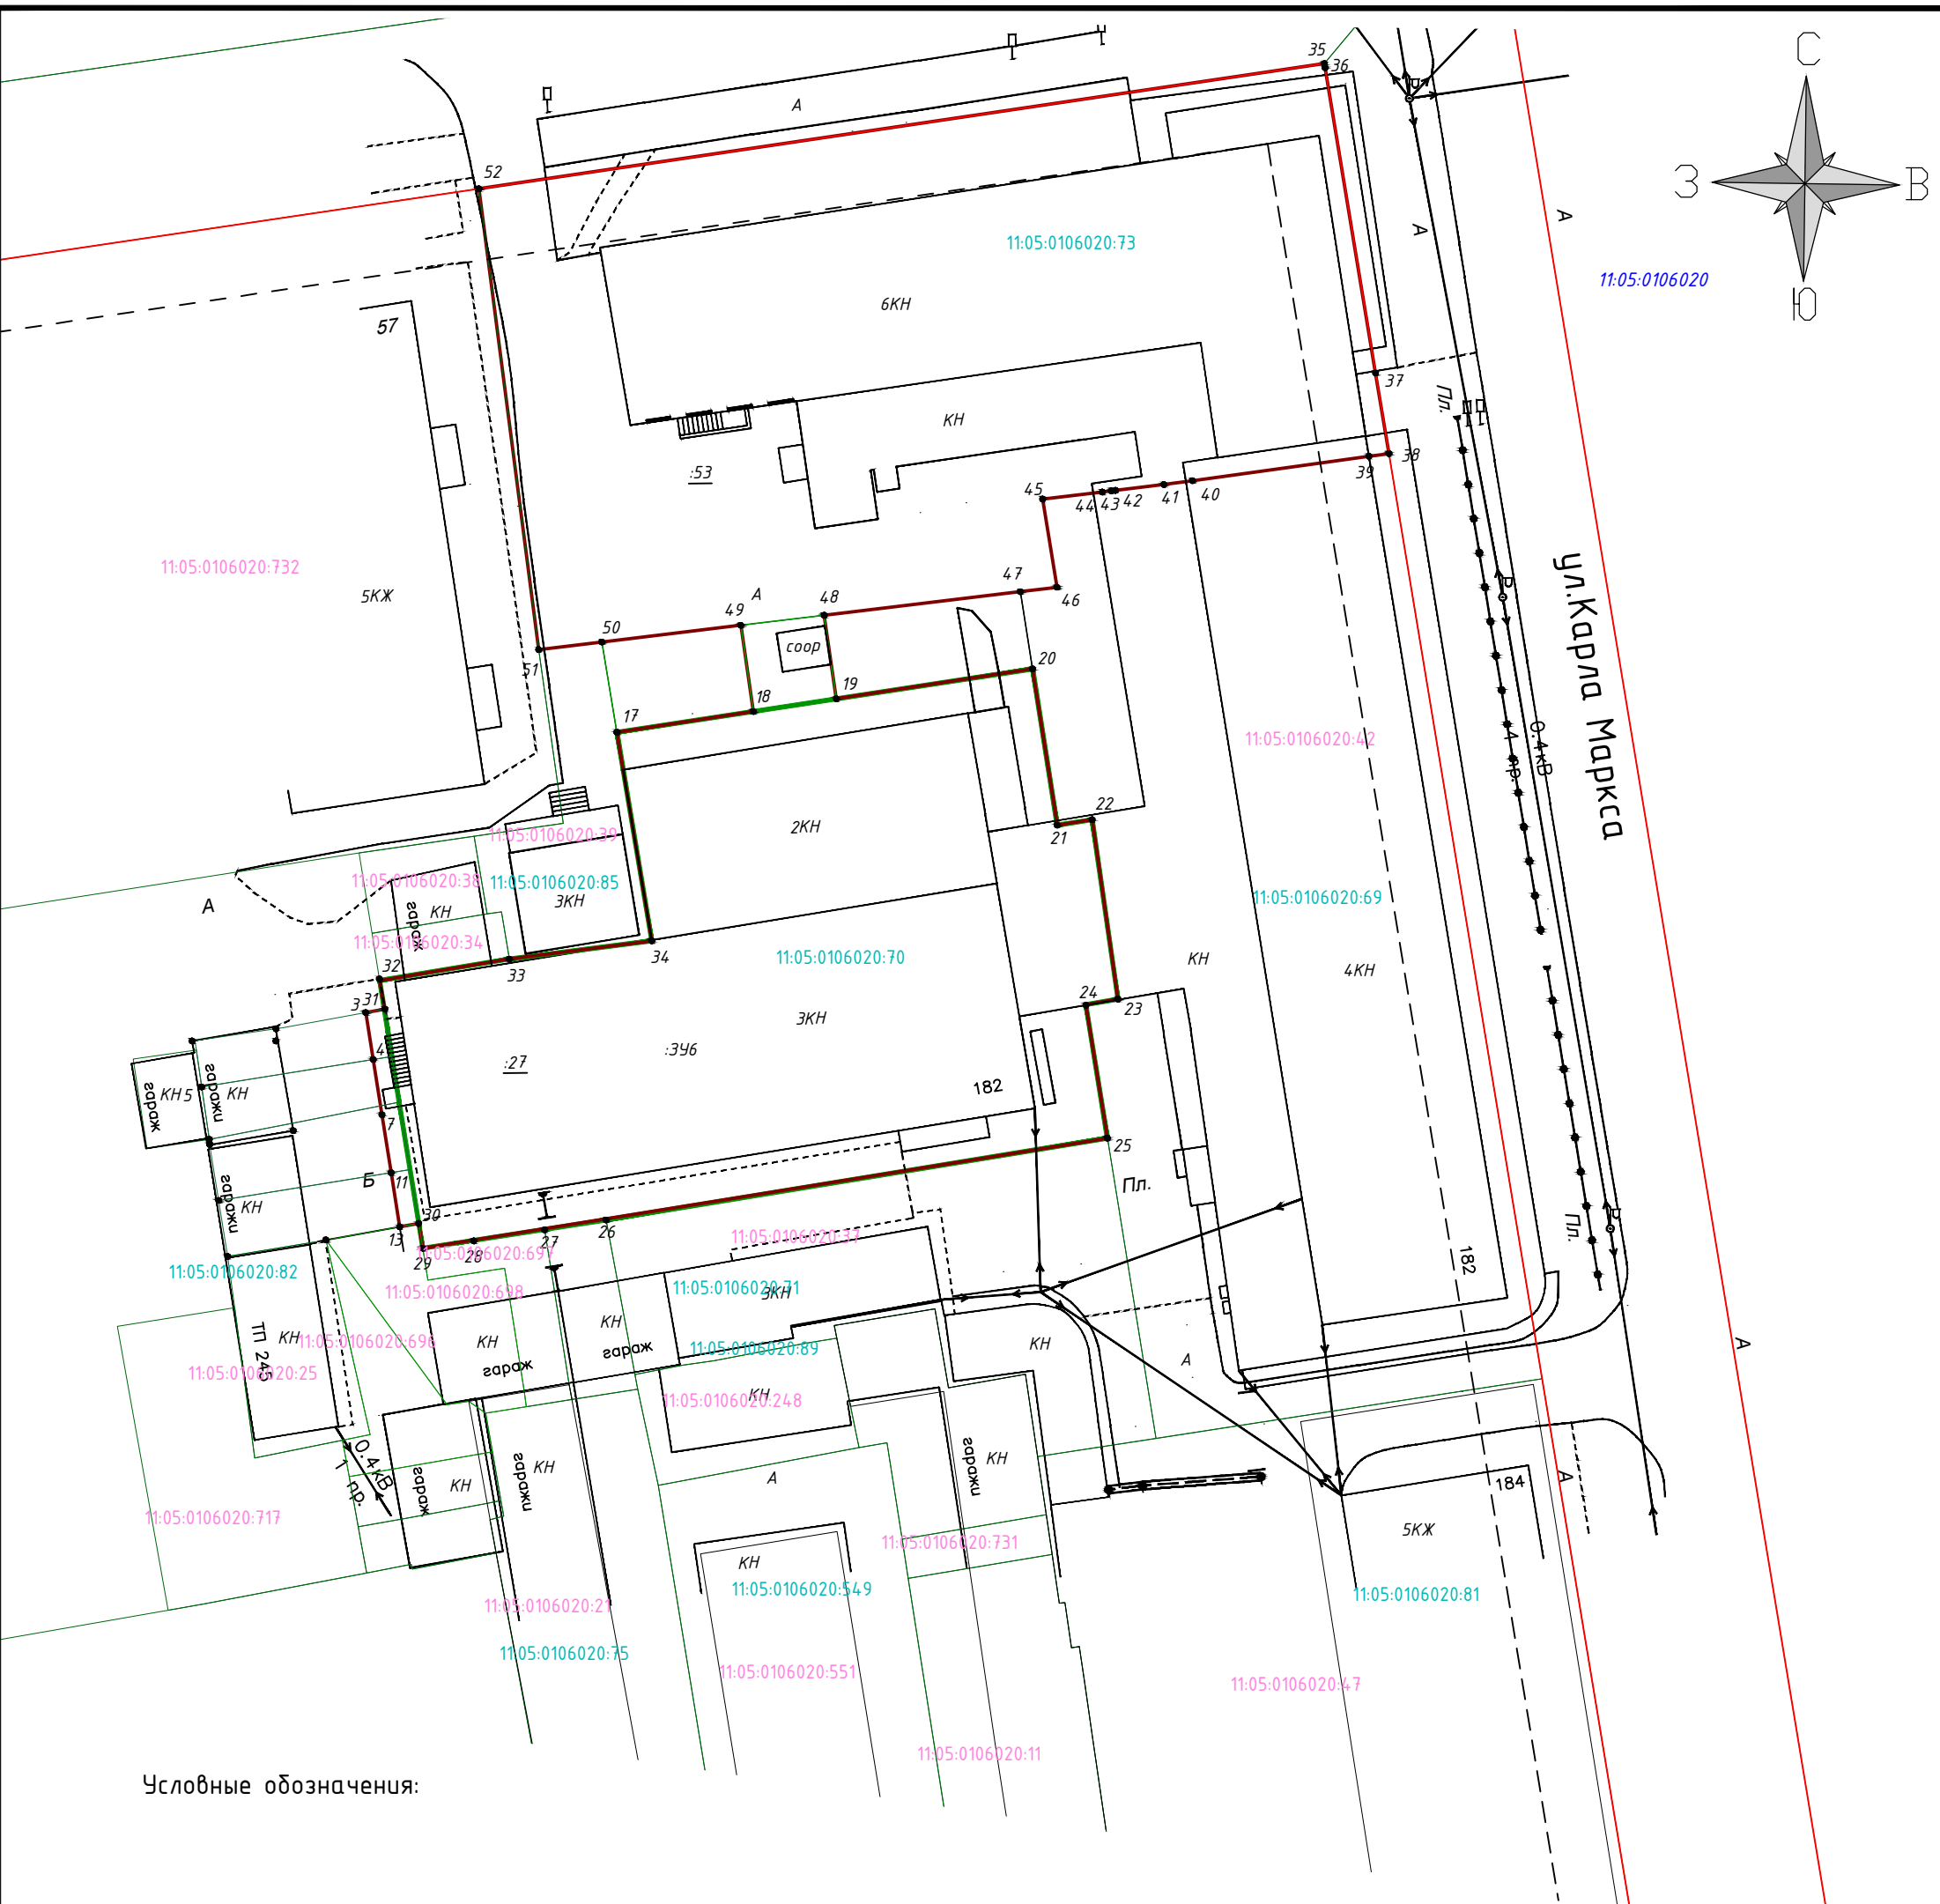 С
З
В
Ю
35
36
А
52
А
А
11:05:0106020:73
11:05:0106020
6КН
57
37
Пл.
КН
38
39
:53
45
44
43
42
41
40
11:05:0106020:732
5КЖ
47
46
А
49
48
50
соор
51
20
19
18
17
ул.Карла Маркса
0.4кВ
4 пр.
11:05:0106020:42
22
21
2КН
11:05:0106020:39
11:05:0106020:38
11:05:0106020:85
11:05:0106020:69
3КН
КН
гараж
А
11:05:0106020:34
34
33
32
11:05:0106020:70
КН
4КН
3
31
24
23
3КН
:ЗУ6
4
:27
182
гараж
КН
5
гаражи
КН
7
25
Б
11
Пл.
гаражи
КН
30
13
26
27
28
29
11:05:0106020:37
Пл.
182
11:05:0106020:697
11:05:0106020:82
11:05:0106020:71
3КН
11:05:0106020:698
КН
ТП 245
КН
11:05:0106020:696
КН
гараж
гараж
11:05:0106020:89
КН
А
А
11:05:0106020:25
11:05:0106020:248
КН
0.4кВ
1 пр.
КН
гараж
КН
гаражи
А
гаражи
КН
А
184
11:05:0106020:717
5КЖ
11:05:0106020:731
КН
11:05:0106020:549
11:05:0106020:81
11:05:0106020:21
11:05:0106020:75
11:05:0106020:551
11:05:0106020:47
11:05:0106020:11
Условные обозначения: